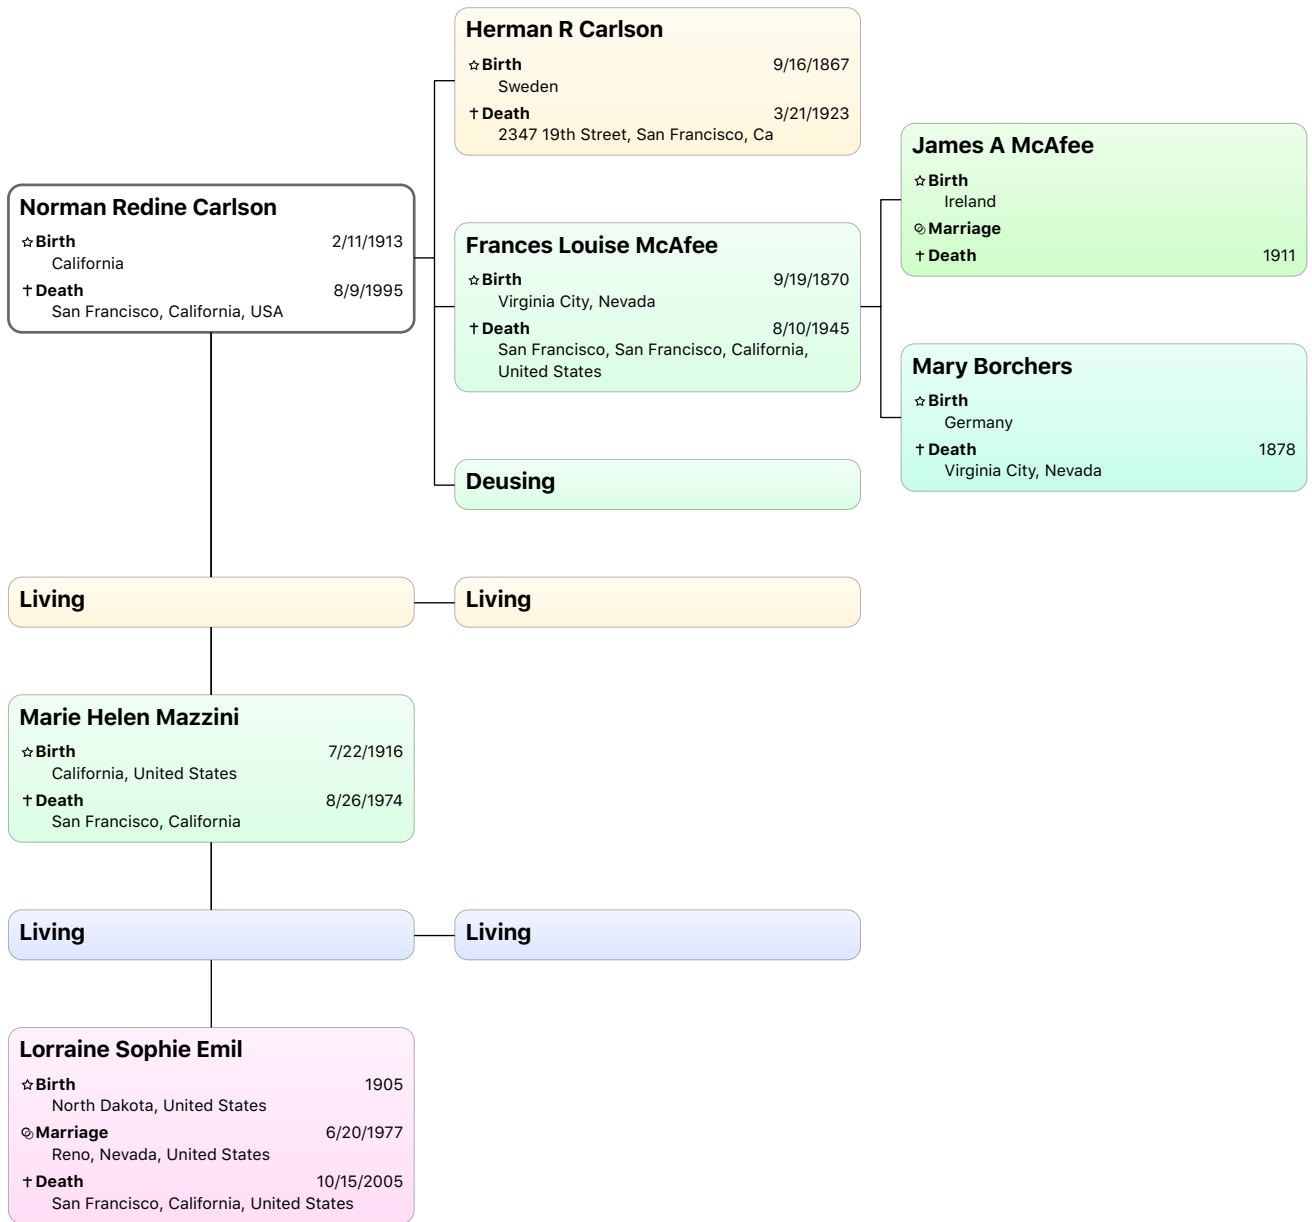 Herman R Carlson
Birth 9/16/1867
Sweden
Death 3/21/1923
2347 19th Street, San Francisco, Ca
James A McAfee
Birth
Ireland
Marriage
Death 1911
Norman Redine Carlson
Birth 2/11/1913
California
Death 8/9/1995
San Francisco, California, USA
Frances Louise McAfee
Birth 9/19/1870
Virginia City, Nevada
Death 8/10/1945
San Francisco, San Francisco, California,
United States
Mary Borchers
Birth
Germany
Death 1878
Virginia City, Nevada
Deusing
Living
Living
Marie Helen Mazzini
Birth 7/22/1916
California, United States
Death 8/26/1974
San Francisco, California
Living
Living
Lorraine Sophie Emil
Birth 1905
North Dakota, United States
Marriage 6/20/1977
Reno, Nevada, United States
Death 10/15/2005
San Francisco, California, United States